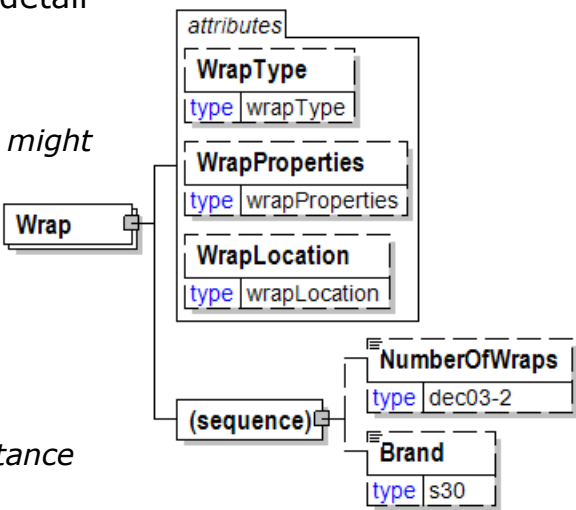 detail
attributes
WrapType
type wrapType
might
WrapProperties
type wrapProperties
Wrap
WrapLocation
type wrapLocation
NumberOfWraps
type dec03-2
(sequence)
Brand
type s30